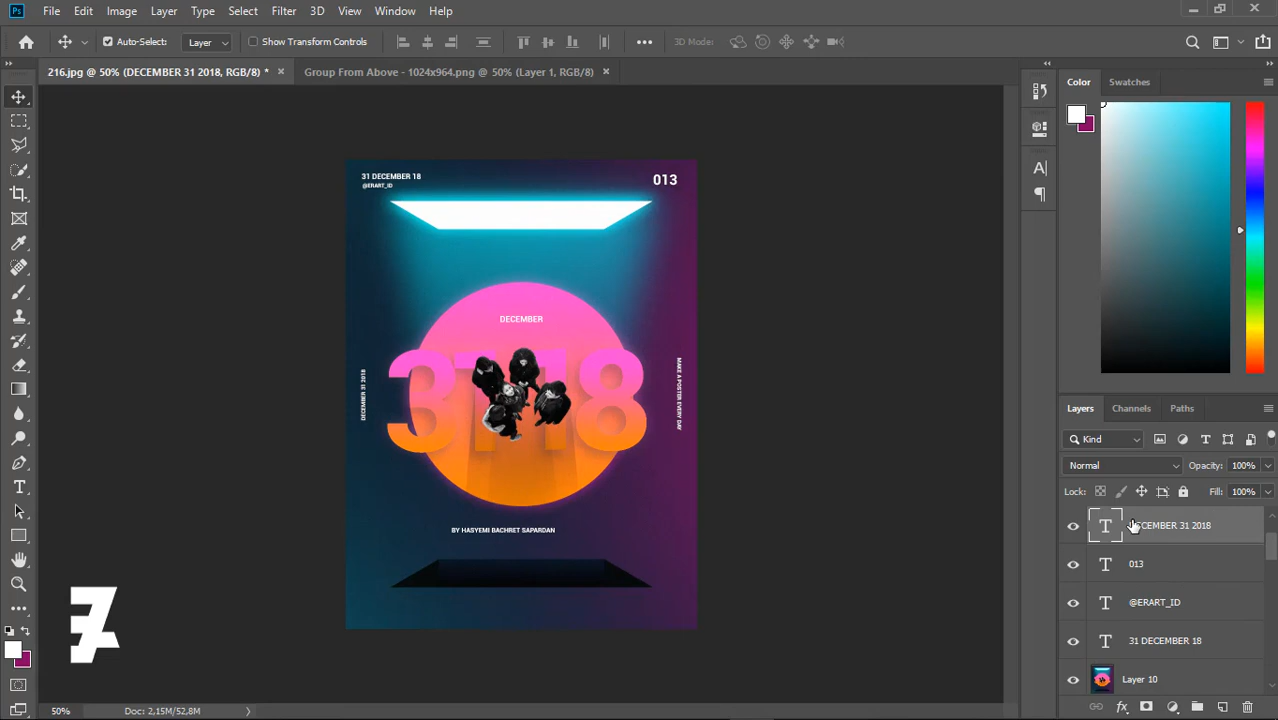 Ps File Edit Image Layer Type Select Filter 3D View Window Help
Auto-Select: Layer Show Transform Controls 3D Mode:
216.jpg @ 50% (DECEMBER 31 2018, RGB/8) * Group From Above - 1024x964.png @ 50% (Layer 1, RGB/8)
Color Swatches
31 DECEMBER 18
@ERART_ID
013
DECEMBER
3118
DECEMBER 31 2018
MAKE A POSTER EVERY DAY
BY HASYEMI BACHRET SAPARDAN
Layers Channels Paths
Kind
Normal Opacity: 100%
Lock: Fill: 100%
DECEMBER 31 2018
013
@ERART_ID
31 DECEMBER 18
Layer 10
50% Doc: 2,15M/52,8M